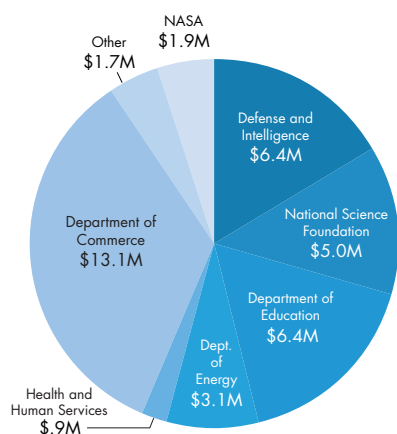 NASA
$1.9M
Other
$1.7M
Defense and
Intelligence
$6.4M
National Science
Foundation
$5.0M
Department of
Education
$6.4M
Dept.
of
Energy
$3.1M
Health and
Human Services
$.9M
Department of
Commerce
$13.1M